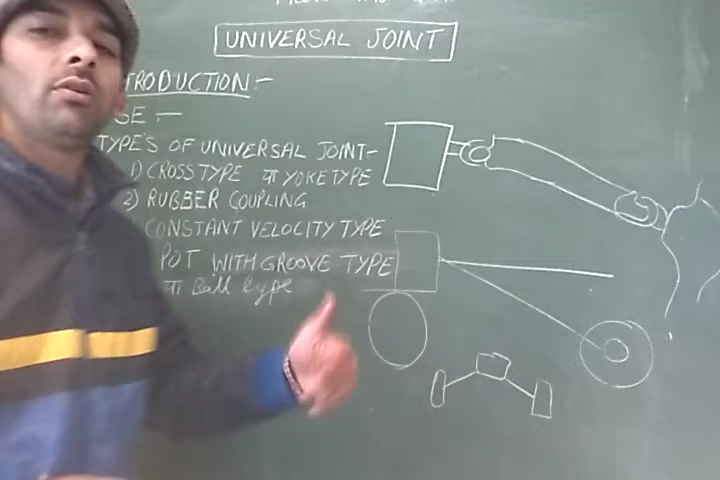 UNIVERSAL JOINT
TRODUCTION:-
SE :-
TYPE'S OF UNIVERSAL JOINT-
1) CROSS TYPE या YOKE TYPE
2) RUBBER COUPLING
CONSTANT VELOCITY TYPE
POT WITH GROOVE TYPE
या Ball type